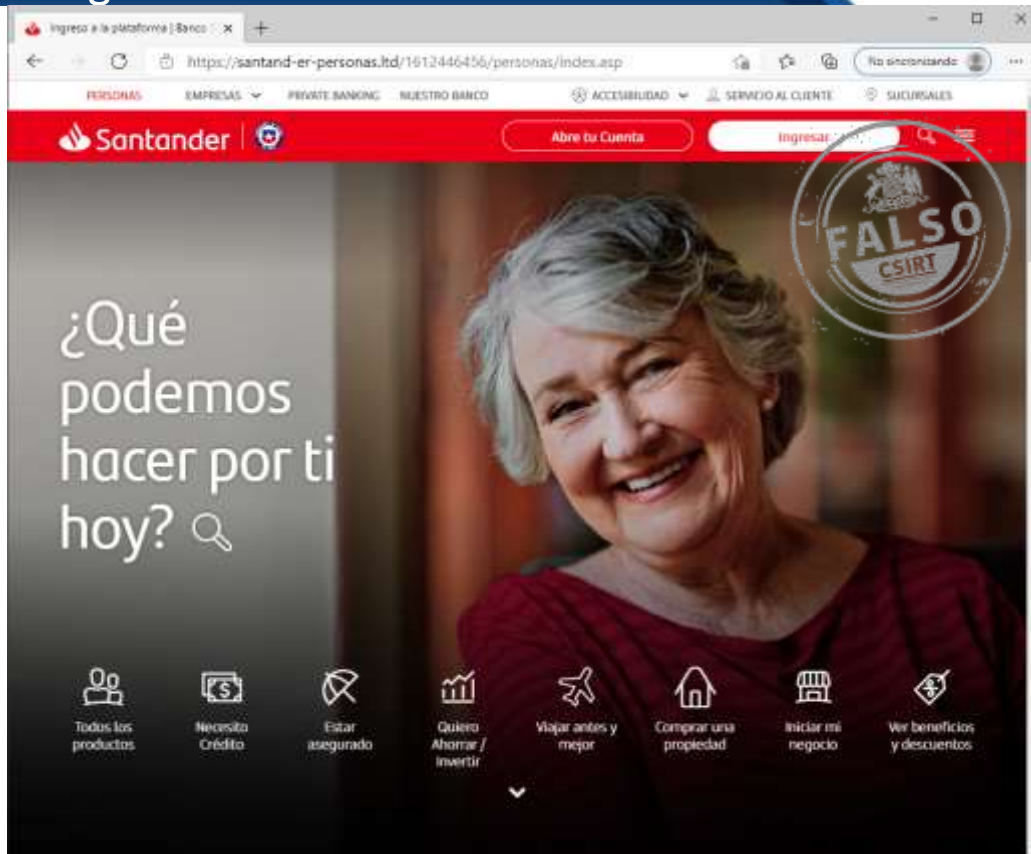 Ingreso a la plataforma | Banco
https://santand-er-personas.ltd/1612446456/personas/index.asp
No sincronizando
PERSONAS EMPRESAS PRIVATE BANKING NUESTRO BANCO ACCESIBILIDAD SERVICIO AL CLIENTE SUCURSALES
Santander
Abre tu Cuenta
Ingresar
FALSO
CSIRT
¿Qué
podemos
hacer por ti
hoy?
Todos los
productos
Necesito
Crédito
Estar
asegurado
Quiero
Ahorrar /
Invertir
Viajar antes y
mejor
Comprar una
propiedad
Iniciar mi
negocio
Ver beneficios
y descuentos